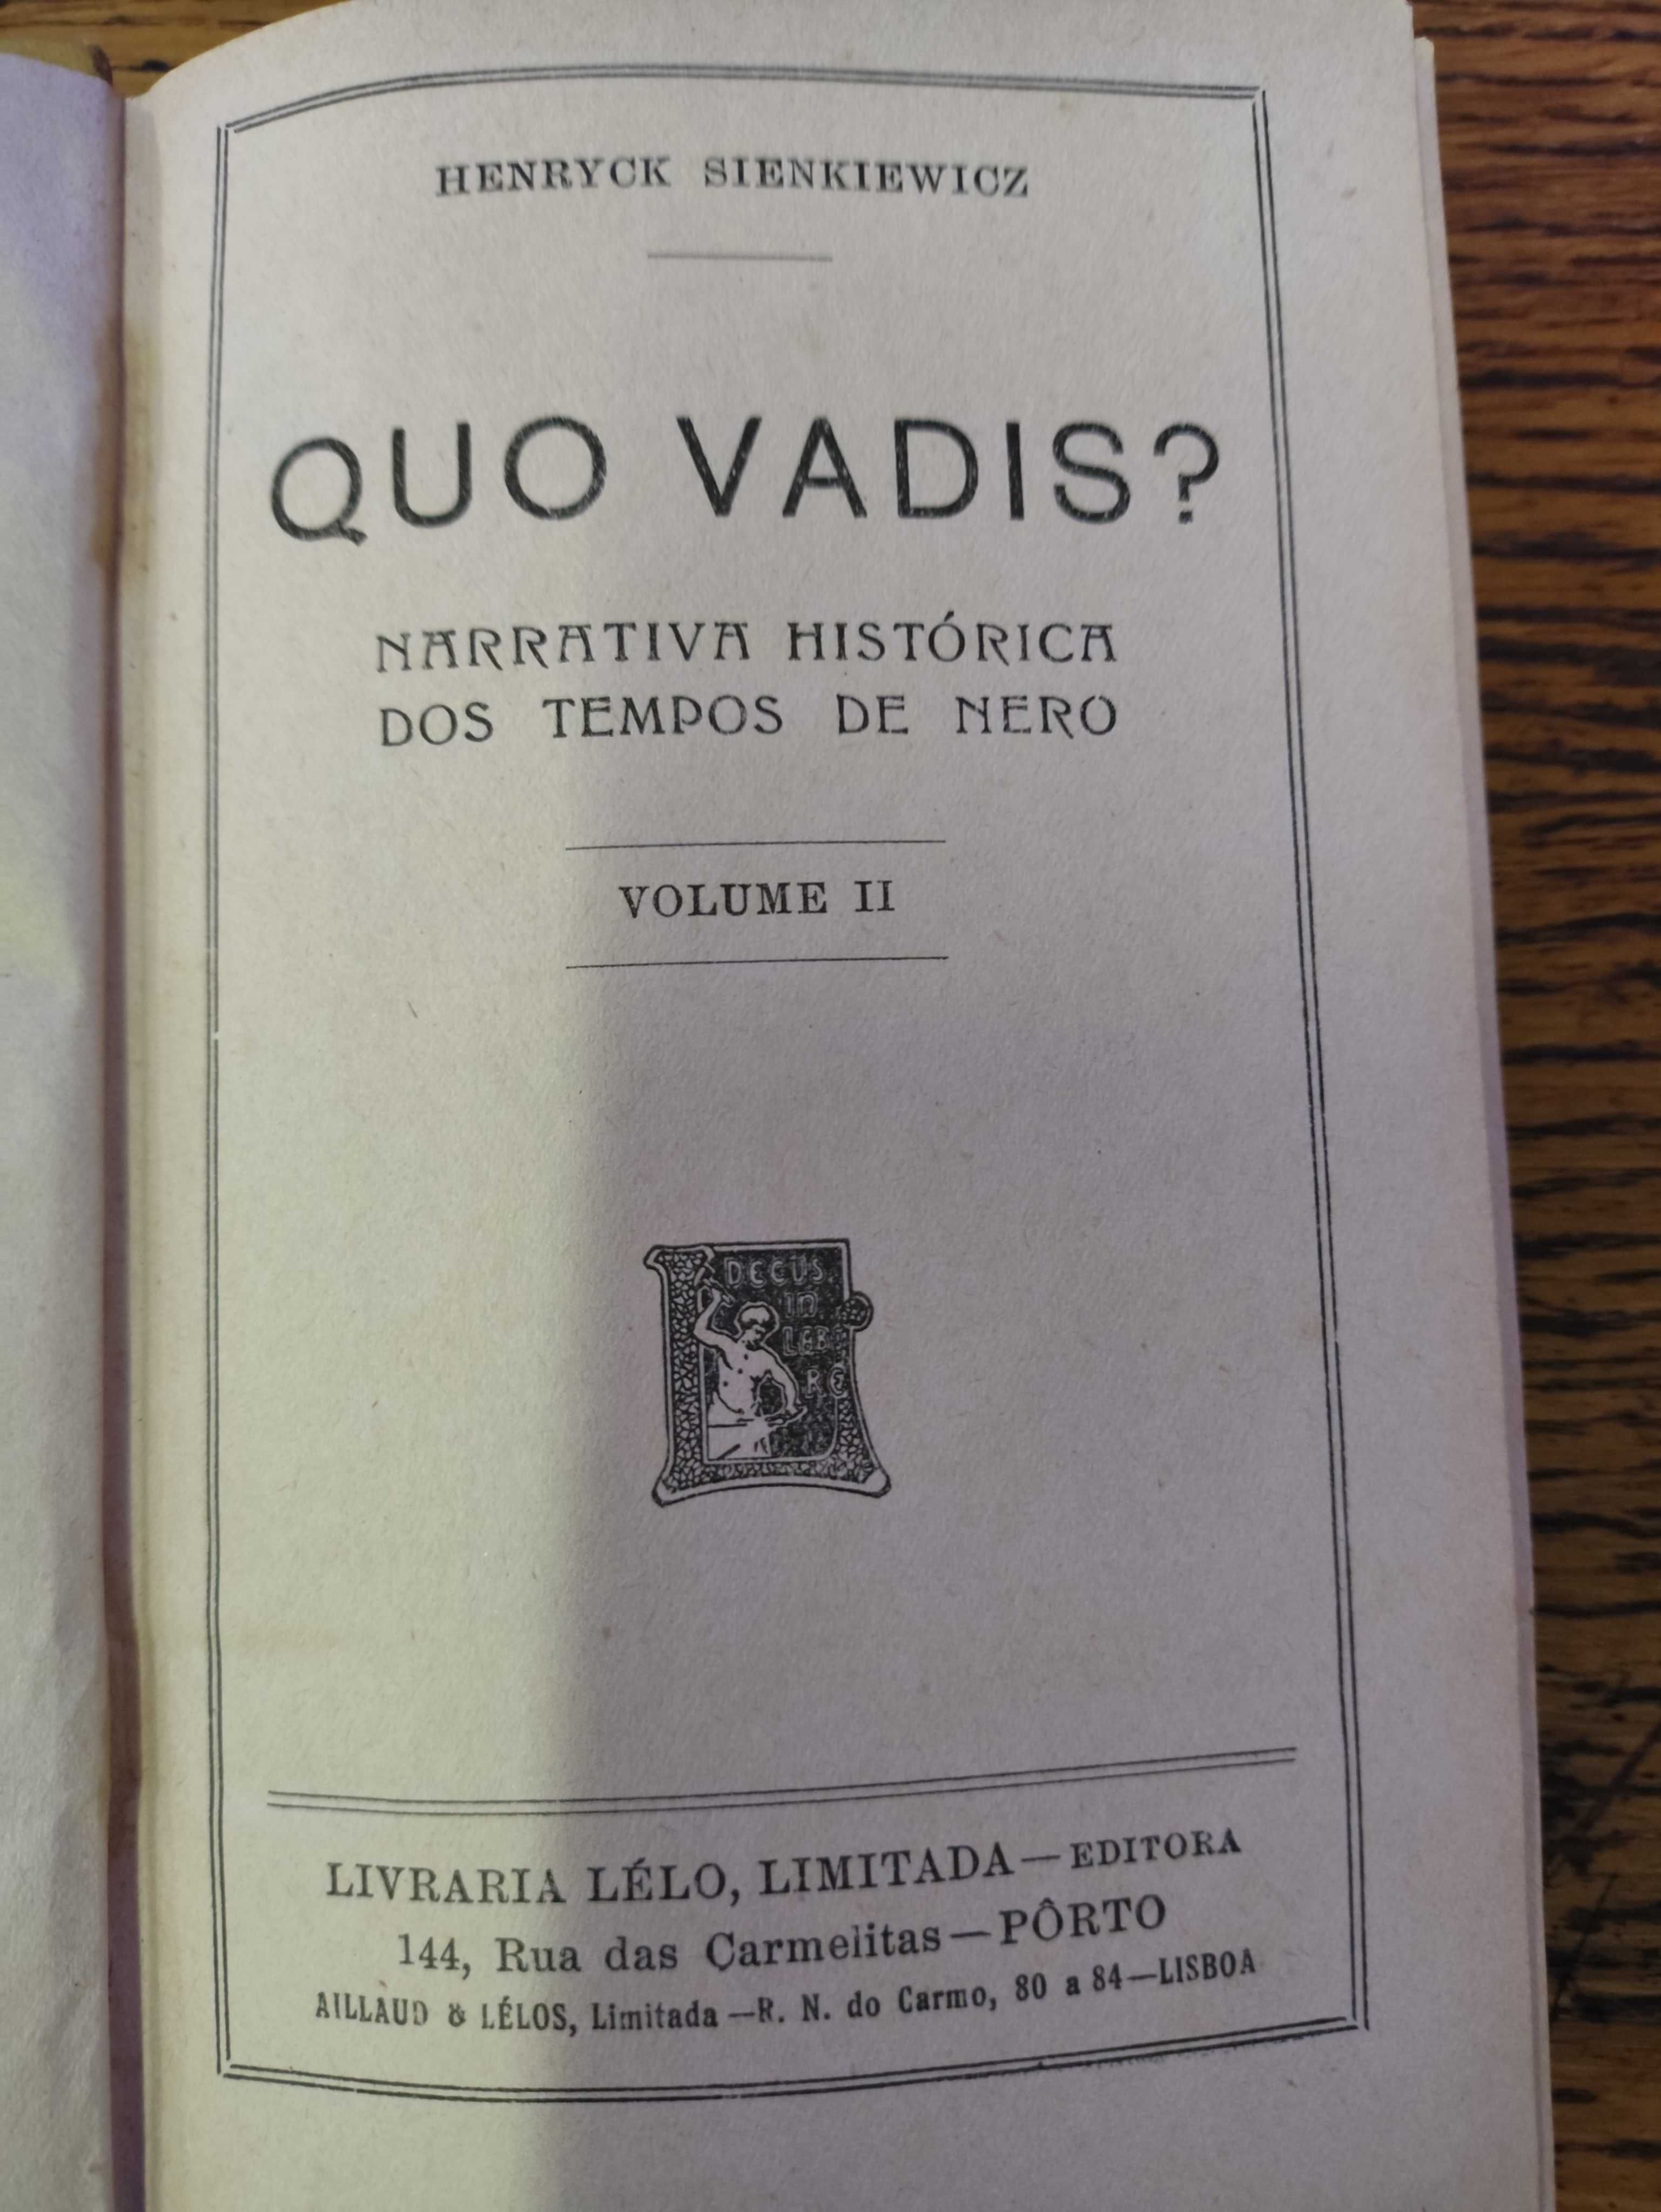 HENRYCK SIENKIEWICZ
QUO VADIS?
NARRATIVA HISTÓRICA
DOS TEMPOS DE NERO
VOLUME II
DECUS
IN
LABO
RE
LIVRARIA LÉLO, LIMITADA — EDITORA
144, Rua das Carmelitas — PÔRTO
AILLAUD & LÉLOS, Limitada — R. N. do Carmo, 80 a 84 — LISBOA